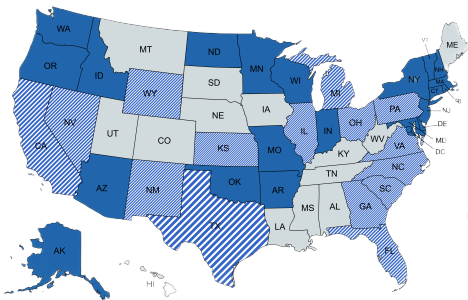 WA
OR
CA
NV
ID
MT
WY
UT
CO
AZ
NM
ND
SD
NE
KS
OK
TX
MN
IA
MO
AR
LA
WI
IL
MI
IN
OH
KY
TN
MS
AL
GA
FL
SC
NC
VA
WV
PA
NY
VT
NH
ME
MA
CT
RI
NJ
DE
MD
DC
AK
HI